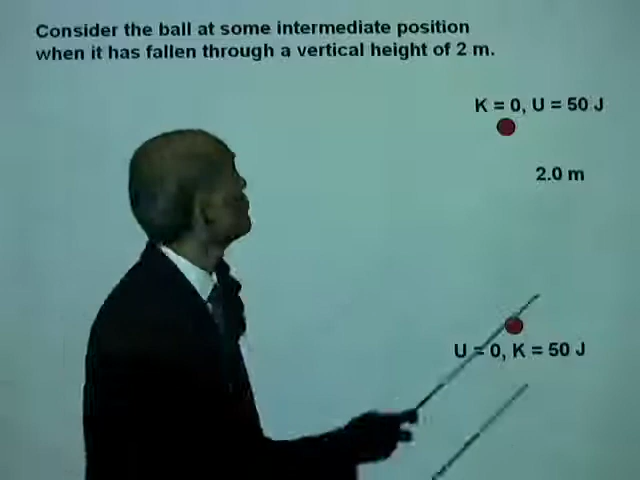 Consider the ball at some intermediate position
when it has fallen through a vertical height of 2 m.
K = 0, U = 50 J
2.0 m
U = 0, K = 50 J